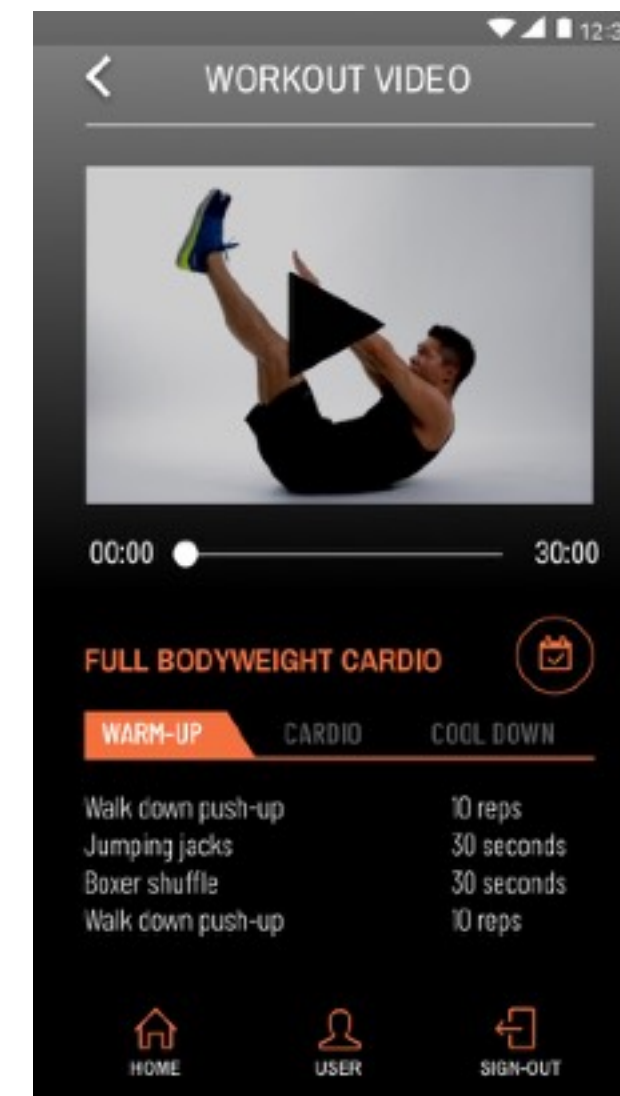 12:3
WORKOUT VIDEO
00:00 30:00
FULL BODYWEIGHT CARDIO
WARM-UP CARDIO COOL DOWN
Walk down push-up 10 reps
Jumping jacks 30 seconds
Boxer shuffle 30 seconds
Walk down push-up 10 reps
HOME USER SIGN-OUT